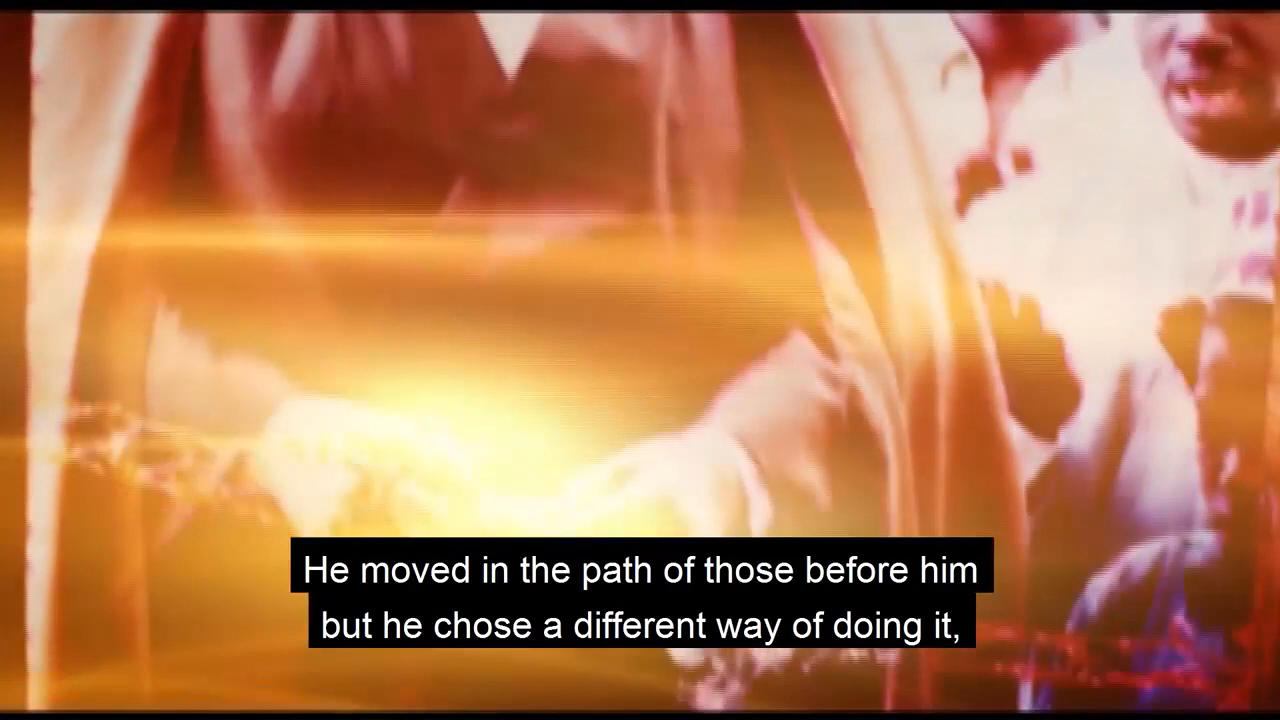 He moved in the path of those before him
but he chose a different way of doing it,